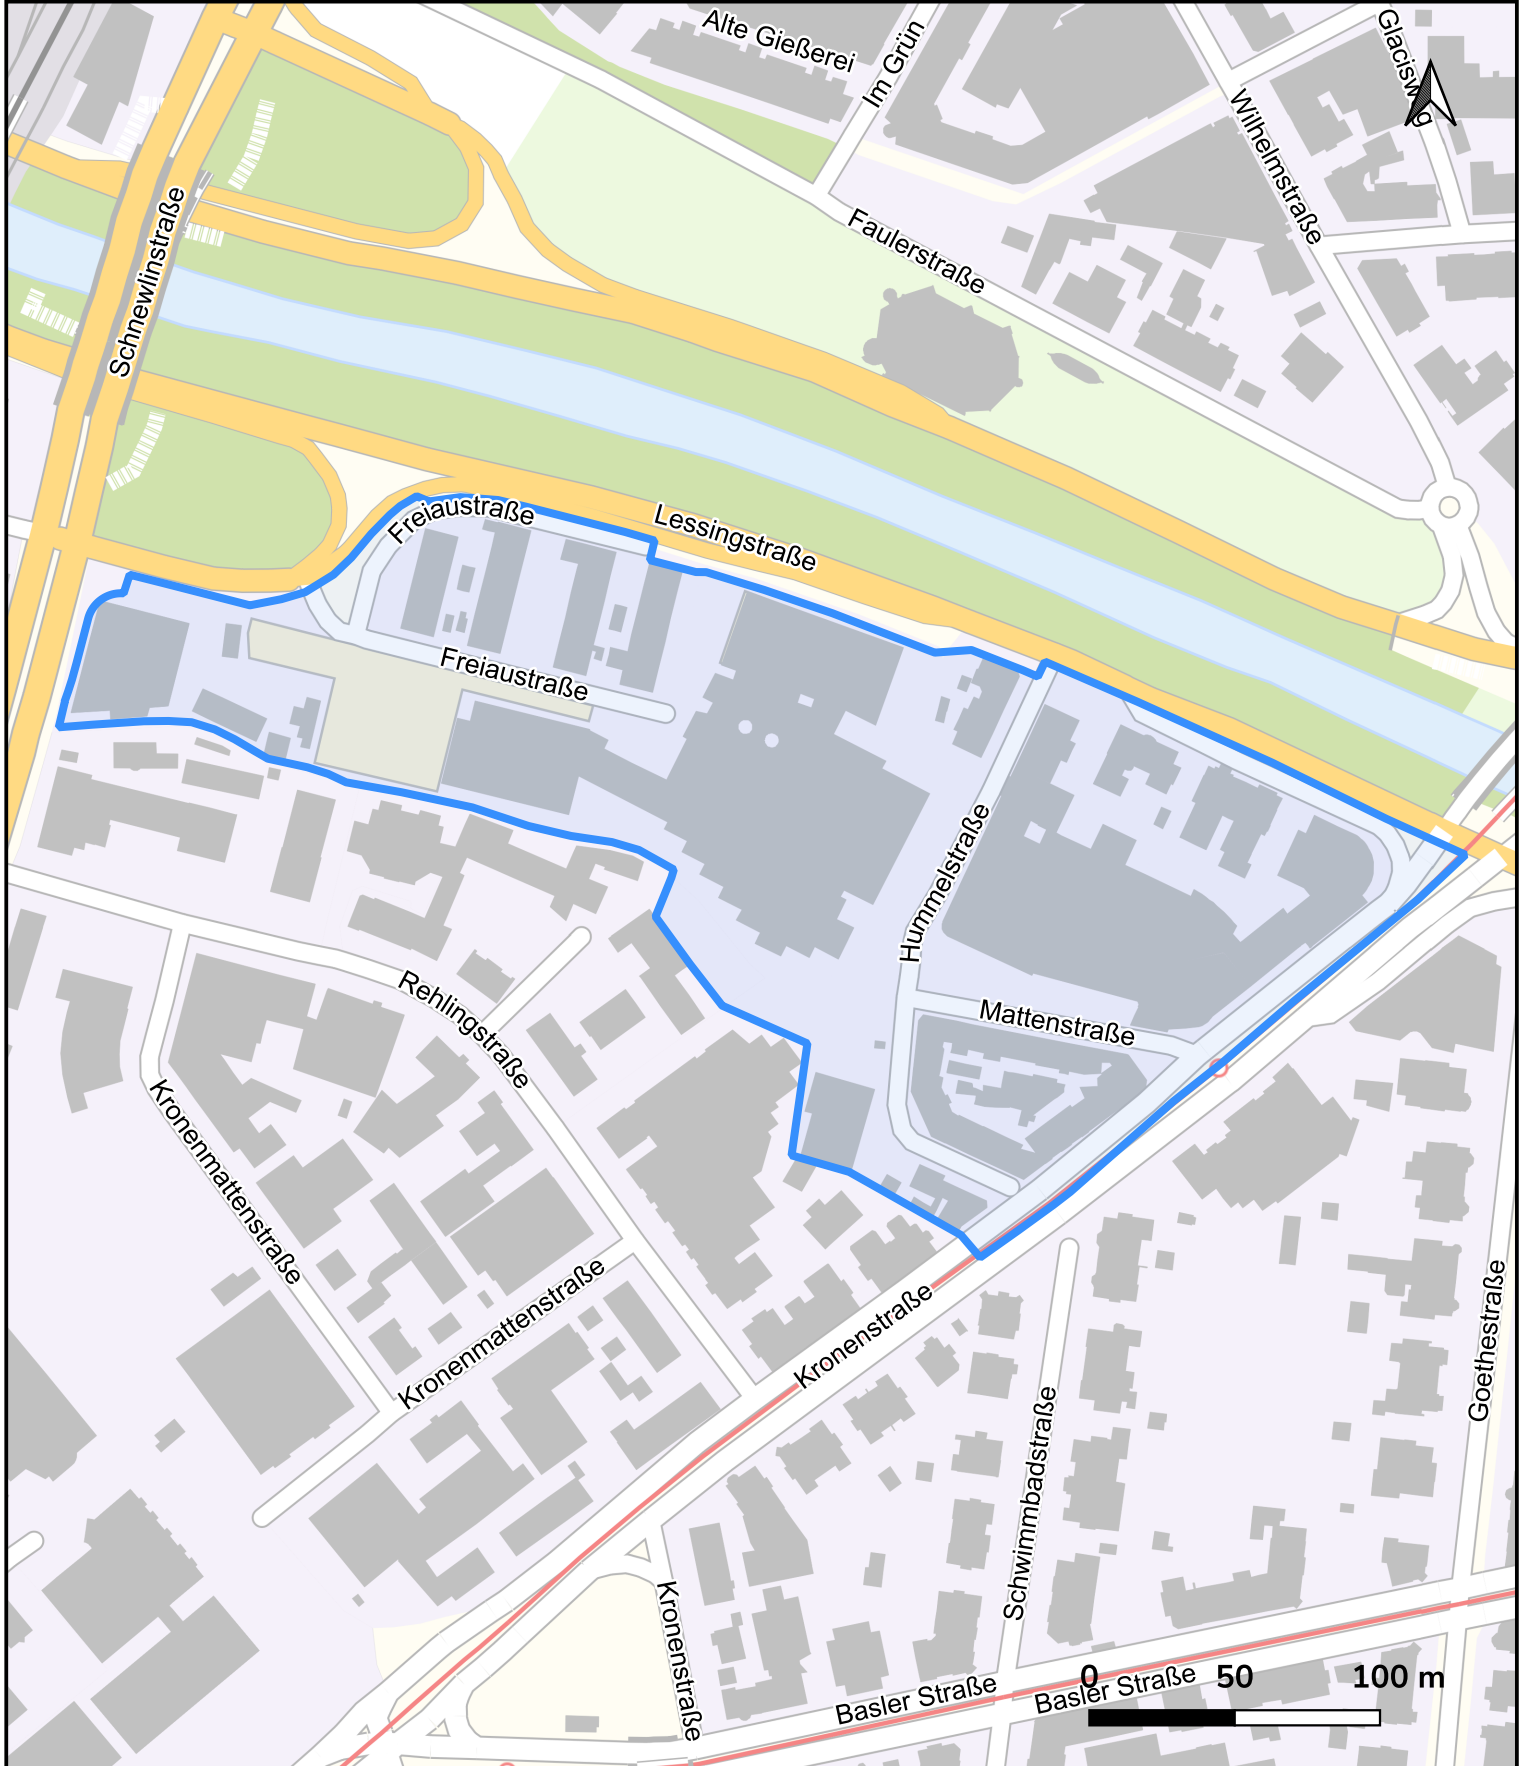 Alte Gießerei
Im Grün
Glacisweg
Wilhelmstraße
Schnewlinstraße
Faulerstraße
Freiaustraße
Lessingstraße
Freiaustraße
Hummelstraße
Mattenstraße
Rehlingstraße
Kronenmattenstraße
Kronenmattenstraße
Kronenstraße
Goethestraße
Schwimmbadstraße
Kronenstraße
Basler Straße
Basler Straße
0 50 100 m